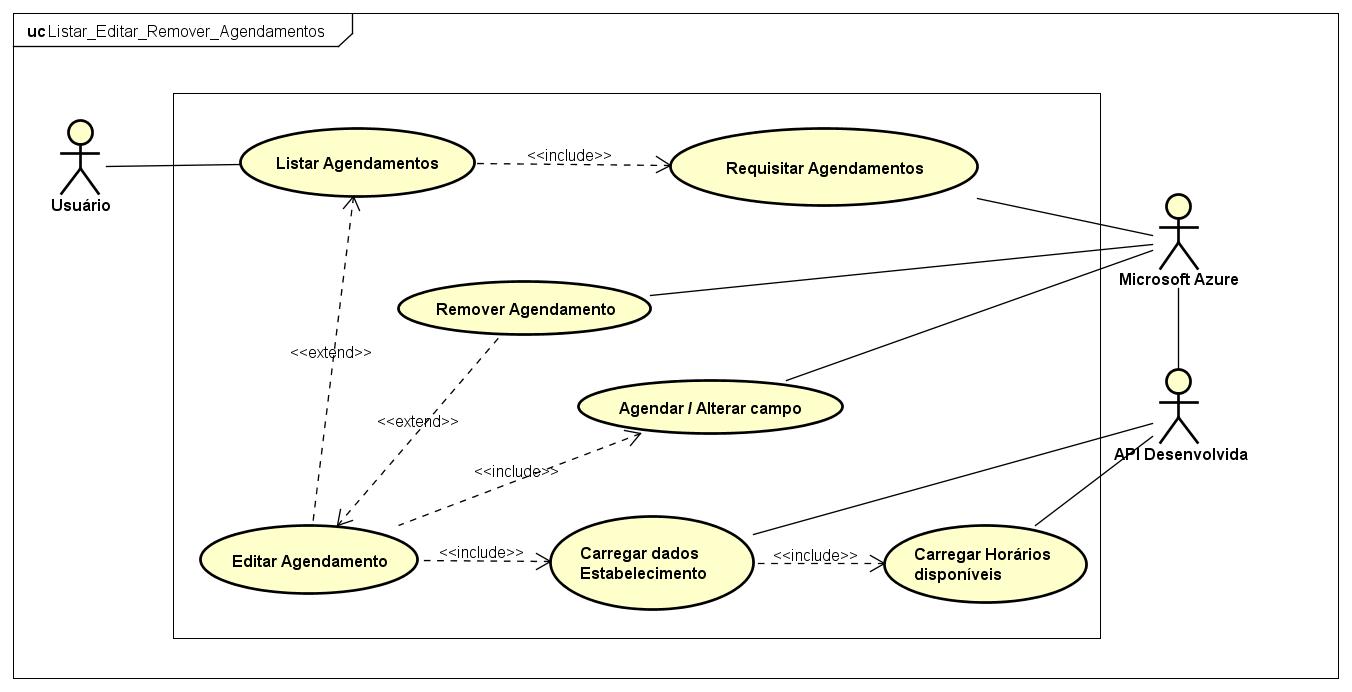 uc Listar_Editar_Remover_Agendamentos
Usuário
Listar Agendamentos
<<include>>
Requisitar Agendamentos
Microsoft Azure
Remover Agendamento
<<extend>>
<<extend>>
Agendar / Alterar campo
<<include>>
API Desenvolvida
Editar Agendamento
<<include>>
Carregar dados
Estabelecimento
<<include>>
Carregar Horários
disponíveis